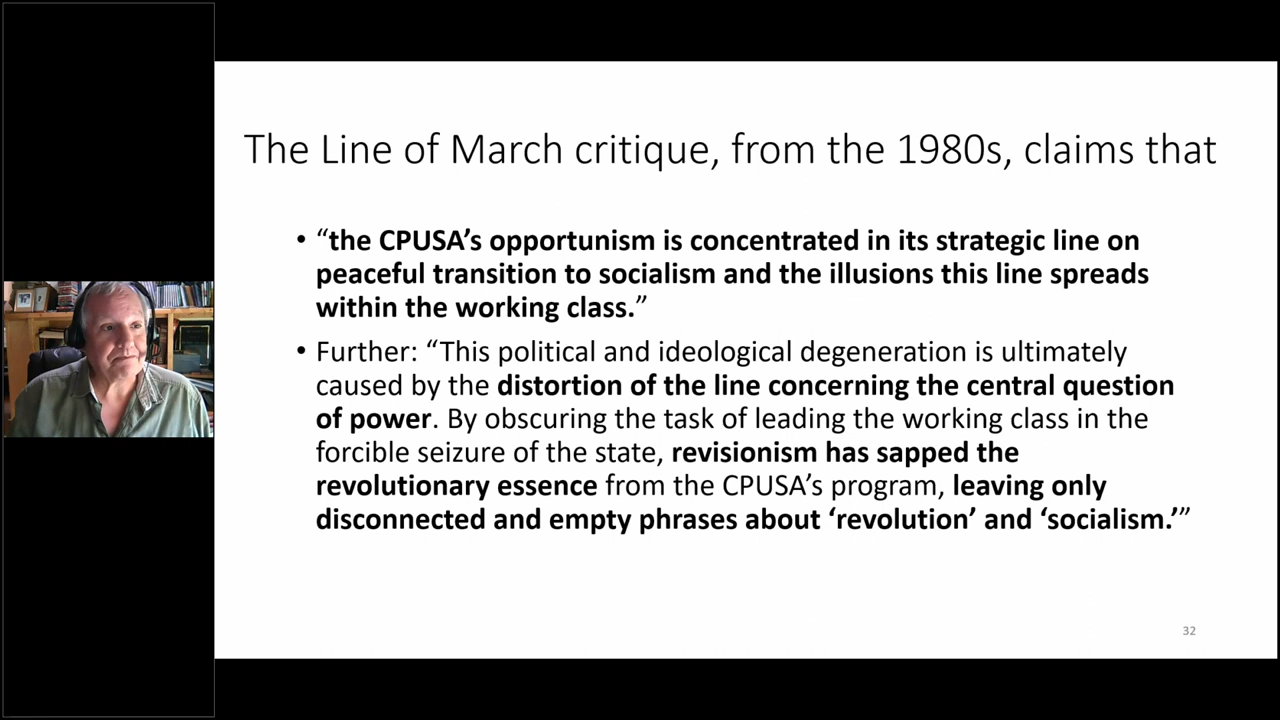 The Line of March critique, from the 1980s, claims that
• “the CPUSA’s opportunism is concentrated in its strategic line on
peaceful transition to socialism and the illusions this line spreads
within the working class.”
• Further: “This political and ideological degeneration is ultimately
caused by the distortion of the line concerning the central question
of power. By obscuring the task of leading the working class in the
forcible seizure of the state, revisionism has sapped the
revolutionary essence from the CPUSA’s program, leaving only
disconnected and empty phrases about ‘revolution’ and ‘socialism.’”
32